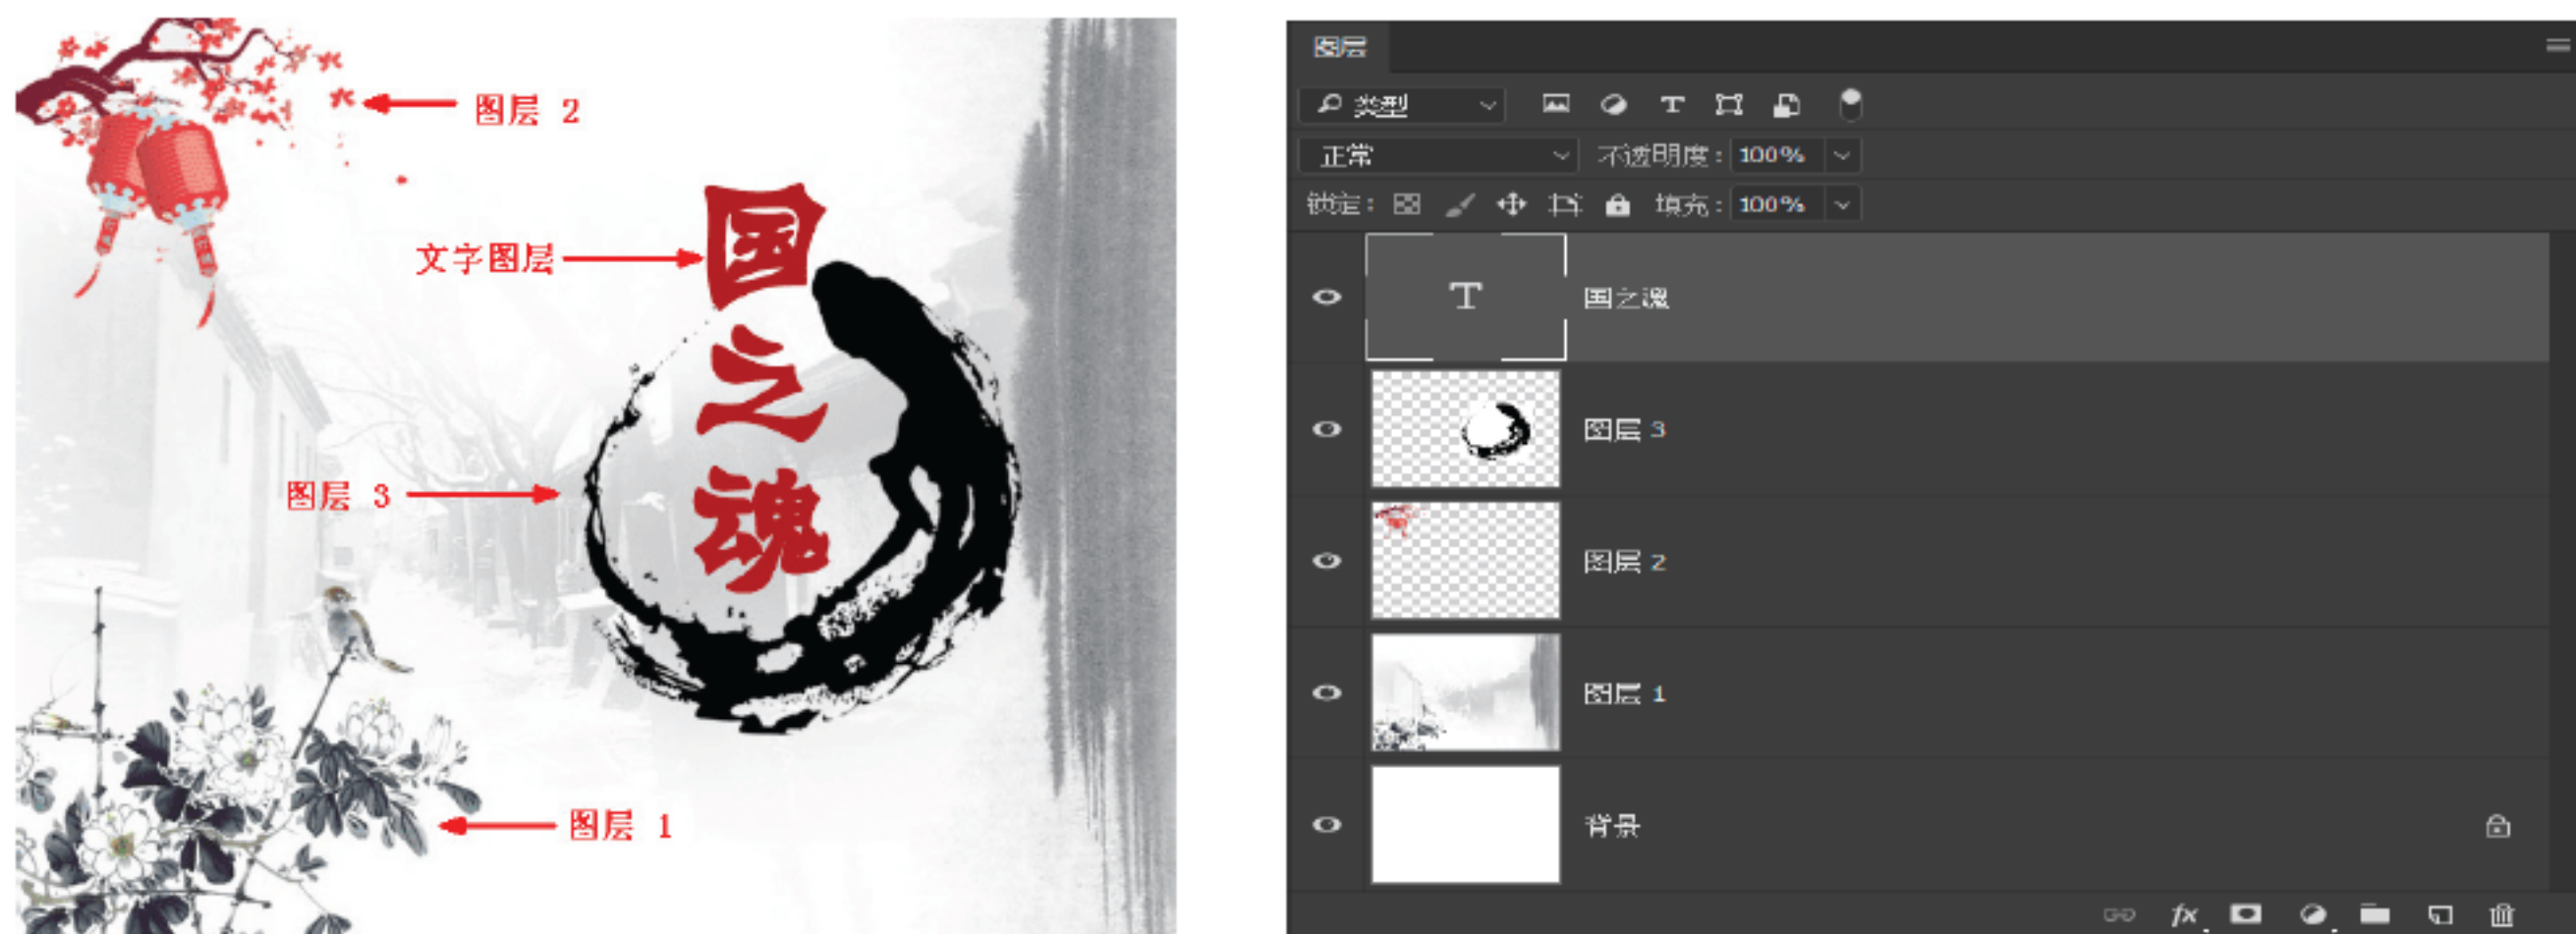 图层 2
文字图层
国
之
魂
图层 3
图层 1
图层
类型
正常 不透明度: 100%
锁定: 填充: 100%
T 国之魂
图层 3
图层 2
图层 1
背景
fx